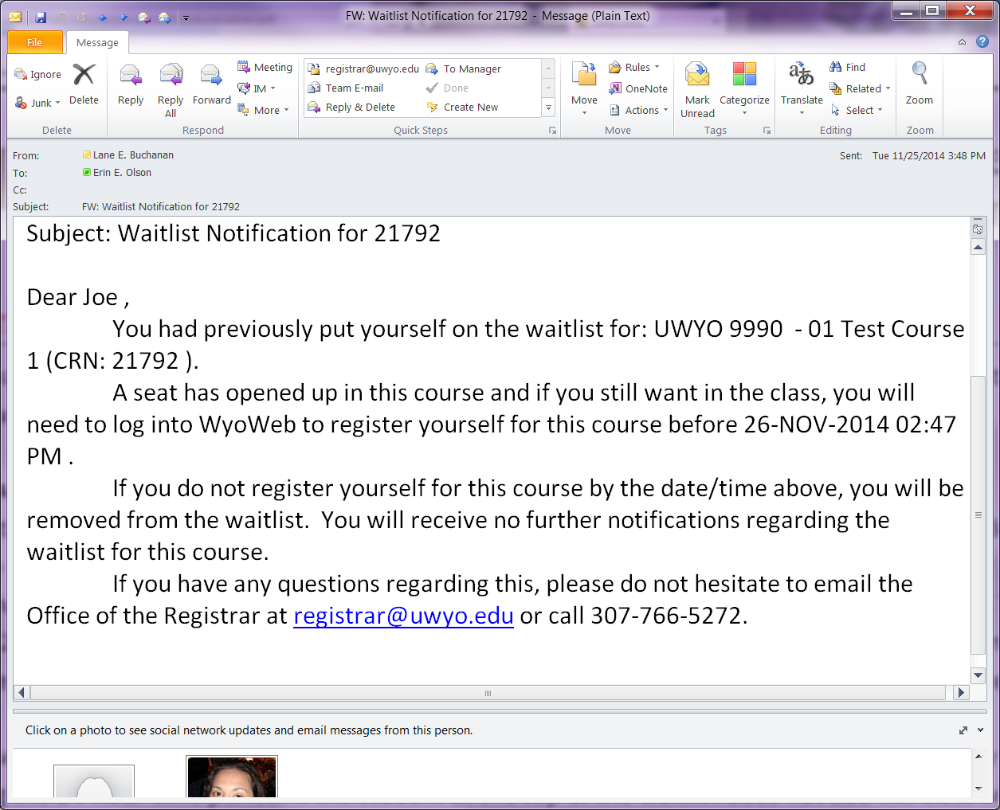 FW: Waitlist Notification for 21792 - Message (Plain Text)
File Message
Ignore
Junk
Delete
Delete
Reply
Reply All
Forward
Meeting
IM
More
Respond
registrar@uwyo.edu
Team E-mail
Reply & Delete
To Manager
Done
Create New
Quick Steps
Move
Rules
OneNote
Actions
Move
Mark Unread
Categorize
Tags
Translate
Find
Related
Select
Editing
Zoom
Zoom
From: Lane E. Buchanan
Sent: Tue 11/25/2014 3:48 PM
To: Erin E. Olson
Cc:
Subject: FW: Waitlist Notification for 21792
Subject: Waitlist Notification for 21792
Dear Joe ,
You had previously put yourself on the waitlist for: UWYO 9990  - 01 Test Course
1 (CRN: 21792 ).
A seat has opened up in this course and if you still want in the class, you will
need to log into WyoWeb to register yourself for this course before 26-NOV-2014 02:47
PM .
If you do not register yourself for this course by the date/time above, you will be
removed from the waitlist.  You will receive no further notifications regarding the
waitlist for this course.
If you have any questions regarding this, please do not hesitate to email the
Office of the Registrar at registrar@uwyo.edu or call 307-766-5272.
Click on a photo to see social network updates and email messages from this person.